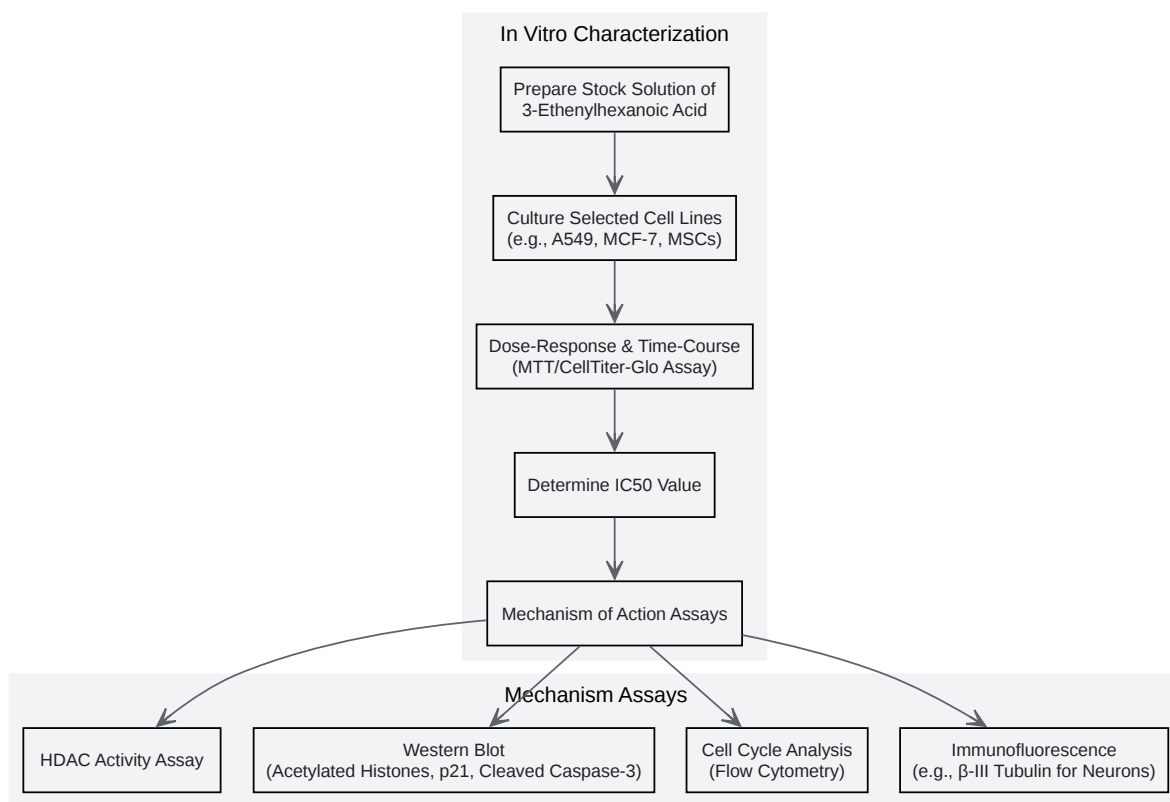 In Vitro Characterization
Prepare Stock Solution of
3-Ethenylhexanoic Acid
Culture Selected Cell Lines
(e.g., A549, MCF-7, MSCs)
Dose-Response & Time-Course
(MTT/CellTiter-Glo Assay)
Determine IC50 Value
Mechanism of Action Assays
Mechanism Assays
HDAC Activity Assay
Western Blot
(Acetylated Histones, p21, Cleaved Caspase-3)
Cell Cycle Analysis
(Flow Cytometry)
Immunofluorescence
(e.g., β-III Tubulin for Neurons)